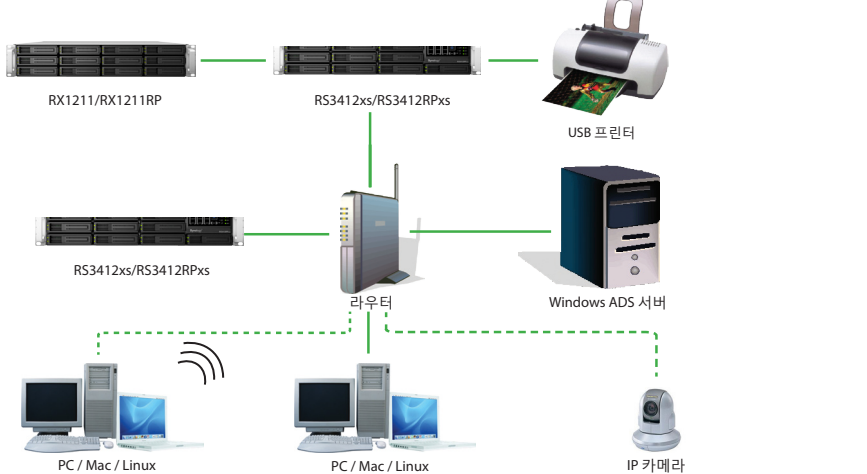 RX1211/RX1211RP
RS3412xs/RS3412RPxs
USB 프린터
RS3412xs/RS3412RPxs
라우터
Windows ADS 서버
PC / Mac / Linux
PC / Mac / Linux
IP 카메라